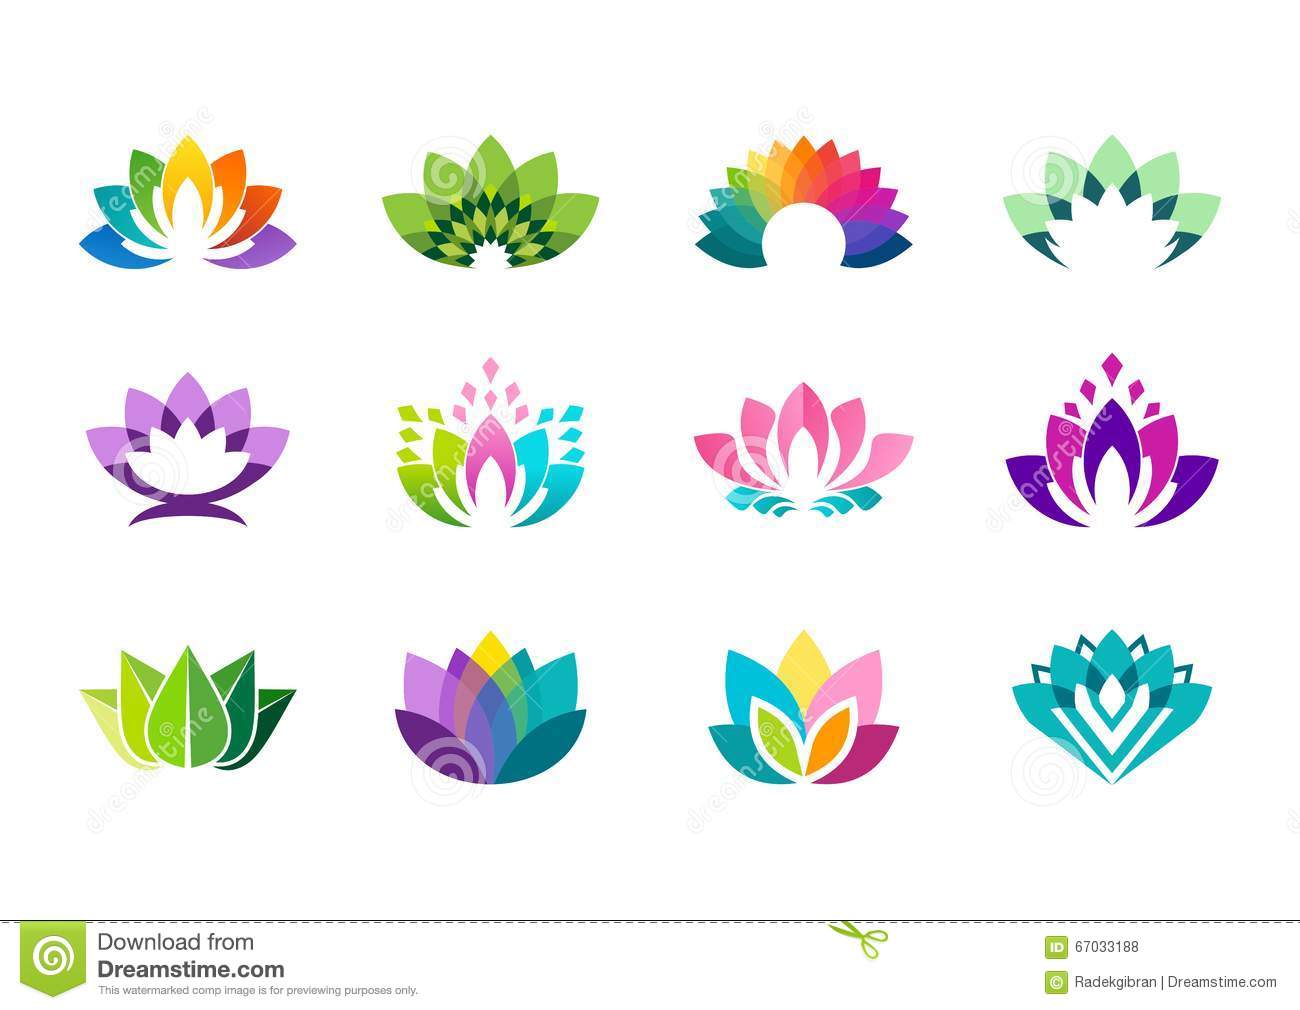 Download from
Dreamstime.com
This watermarked comp image is for previewing purposes only.
ID 67033188
© Radekgibran | Dreamstime.com